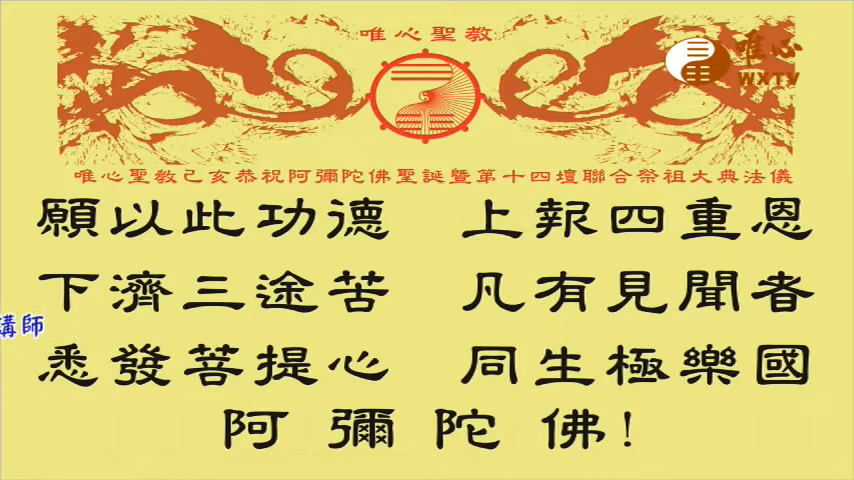 唯心聖教
唯心
WXTV
唯心聖教己亥恭祝阿彌陀佛聖誕暨第十四壇聯合祭祖大典法儀
願以此功德 上報四重恩
下濟三途苦 凡有見聞者
講師
悉發菩提心 同生極樂國
阿彌陀佛!